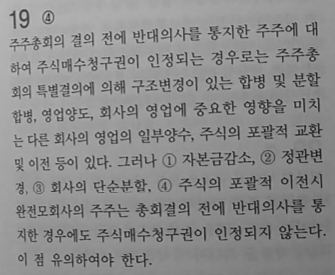 19 ④
주주총회의 결의 전에 반대의사를 통지한 주주에 대
하여 주식매수청구권이 인정되는 경우로는 주주총
회의 특별결의에 의해 구조변경이 있는 합병 및 분할
합병, 영업양도, 회사의 영업에 중요한 영향을 미치
는 다른 회사의 영업의 일부양수, 주식의 포괄적 교환
및 이전 등이 있다. 그러나 ① 자본금감소, ② 정관변
경, ③ 회사의 단순분할, ④ 주식의 포괄적 이전시
완전모회사의 주주는 총회결의 전에 반대의사를 통
지한 경우에도 주식매수청구권이 인정되지 않는다.
이 점 유의하여야 한다.